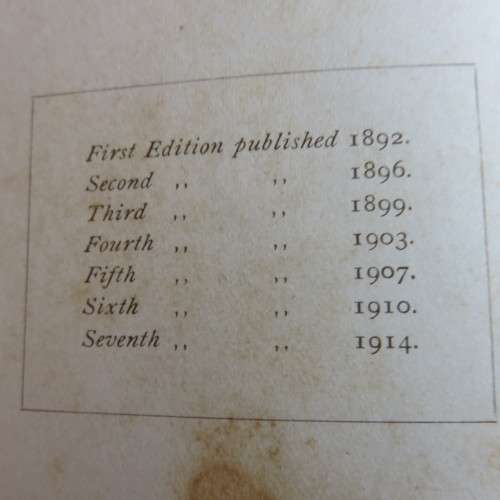 First Edition published 1892.
Second ,, ,, 1896.
Third ,, ,, 1899.
Fourth ,, ,, 1903.
Fifth ,, ,, 1907.
Sixth ,, ,, 1910.
Seventh ,, ,, 1914.